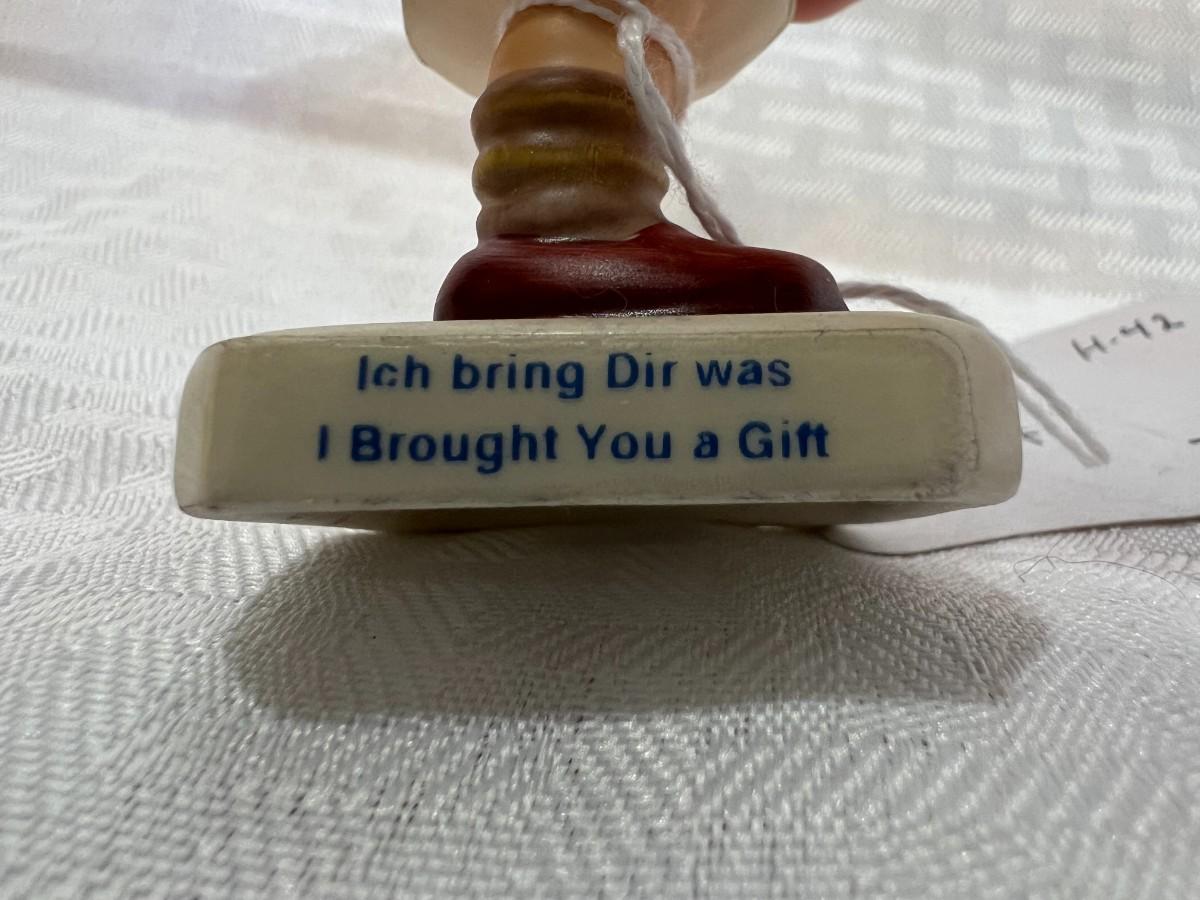 Ich bring Dir was
I Brought You a Gift
H-42